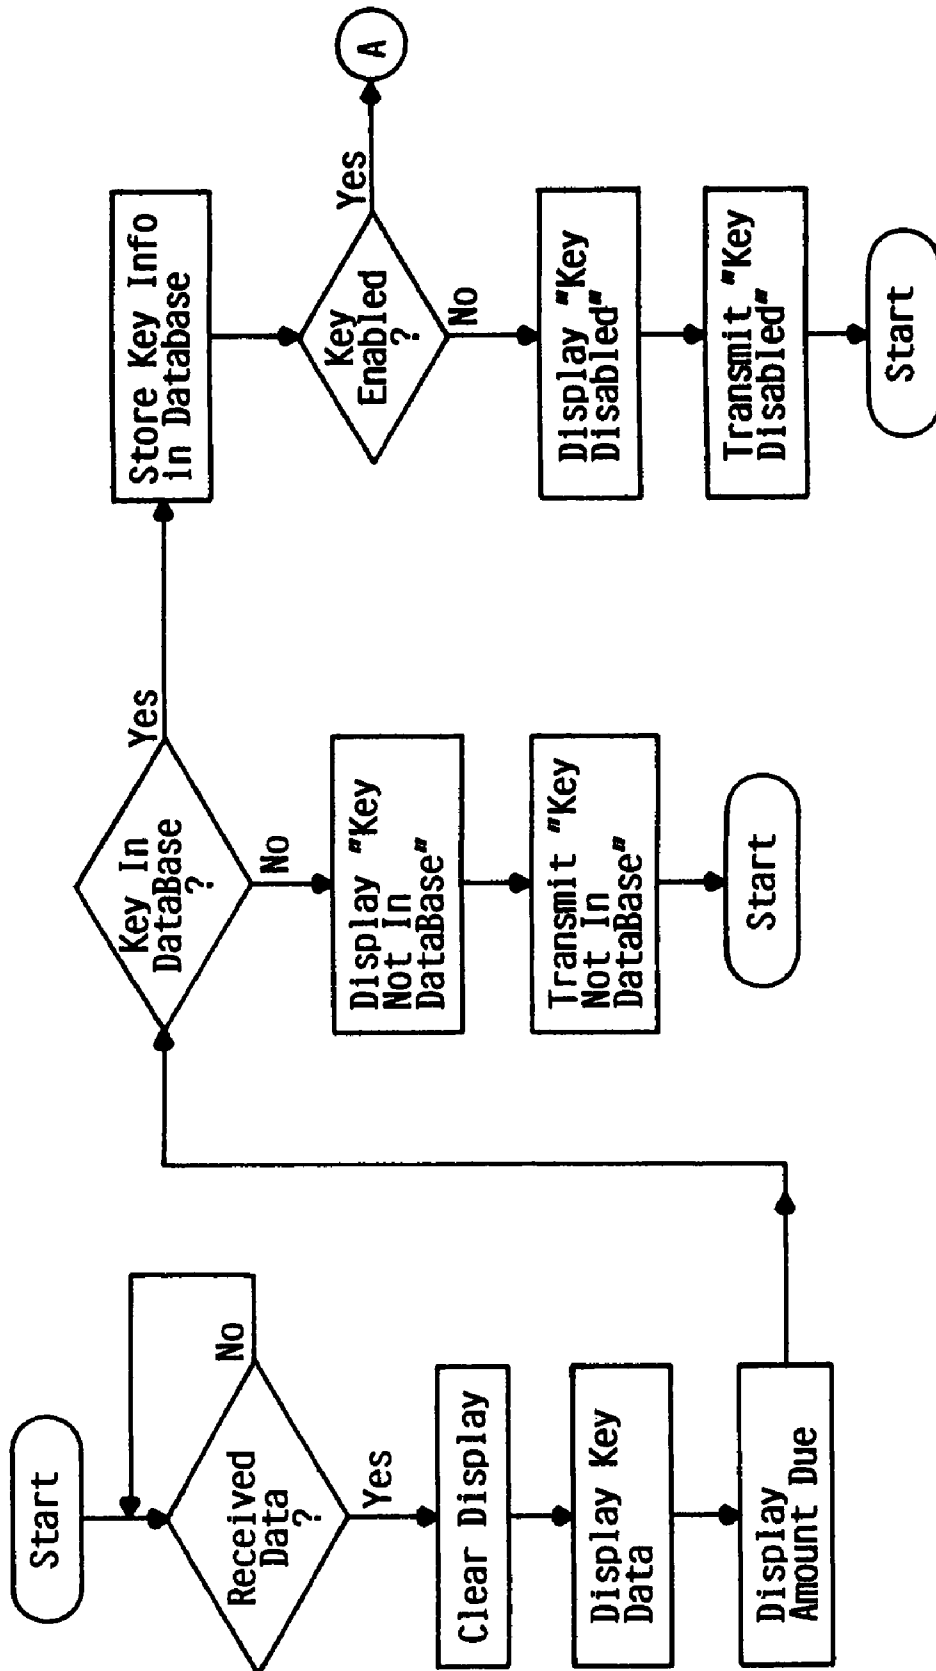 Start
Received
Data
?
No
Yes
Clear Display
Display Key
Data
Display
Amount Due
Key In
DataBase
?
Yes
No
Display "Key
Not In
DataBase"
Transmit "Key
Not In
DataBase"
Start
Store Key Info
in Database
Key
Enabled
?
Yes
A
No
Display "Key
Disabled"
Transmit "Key
Disabled"
Start